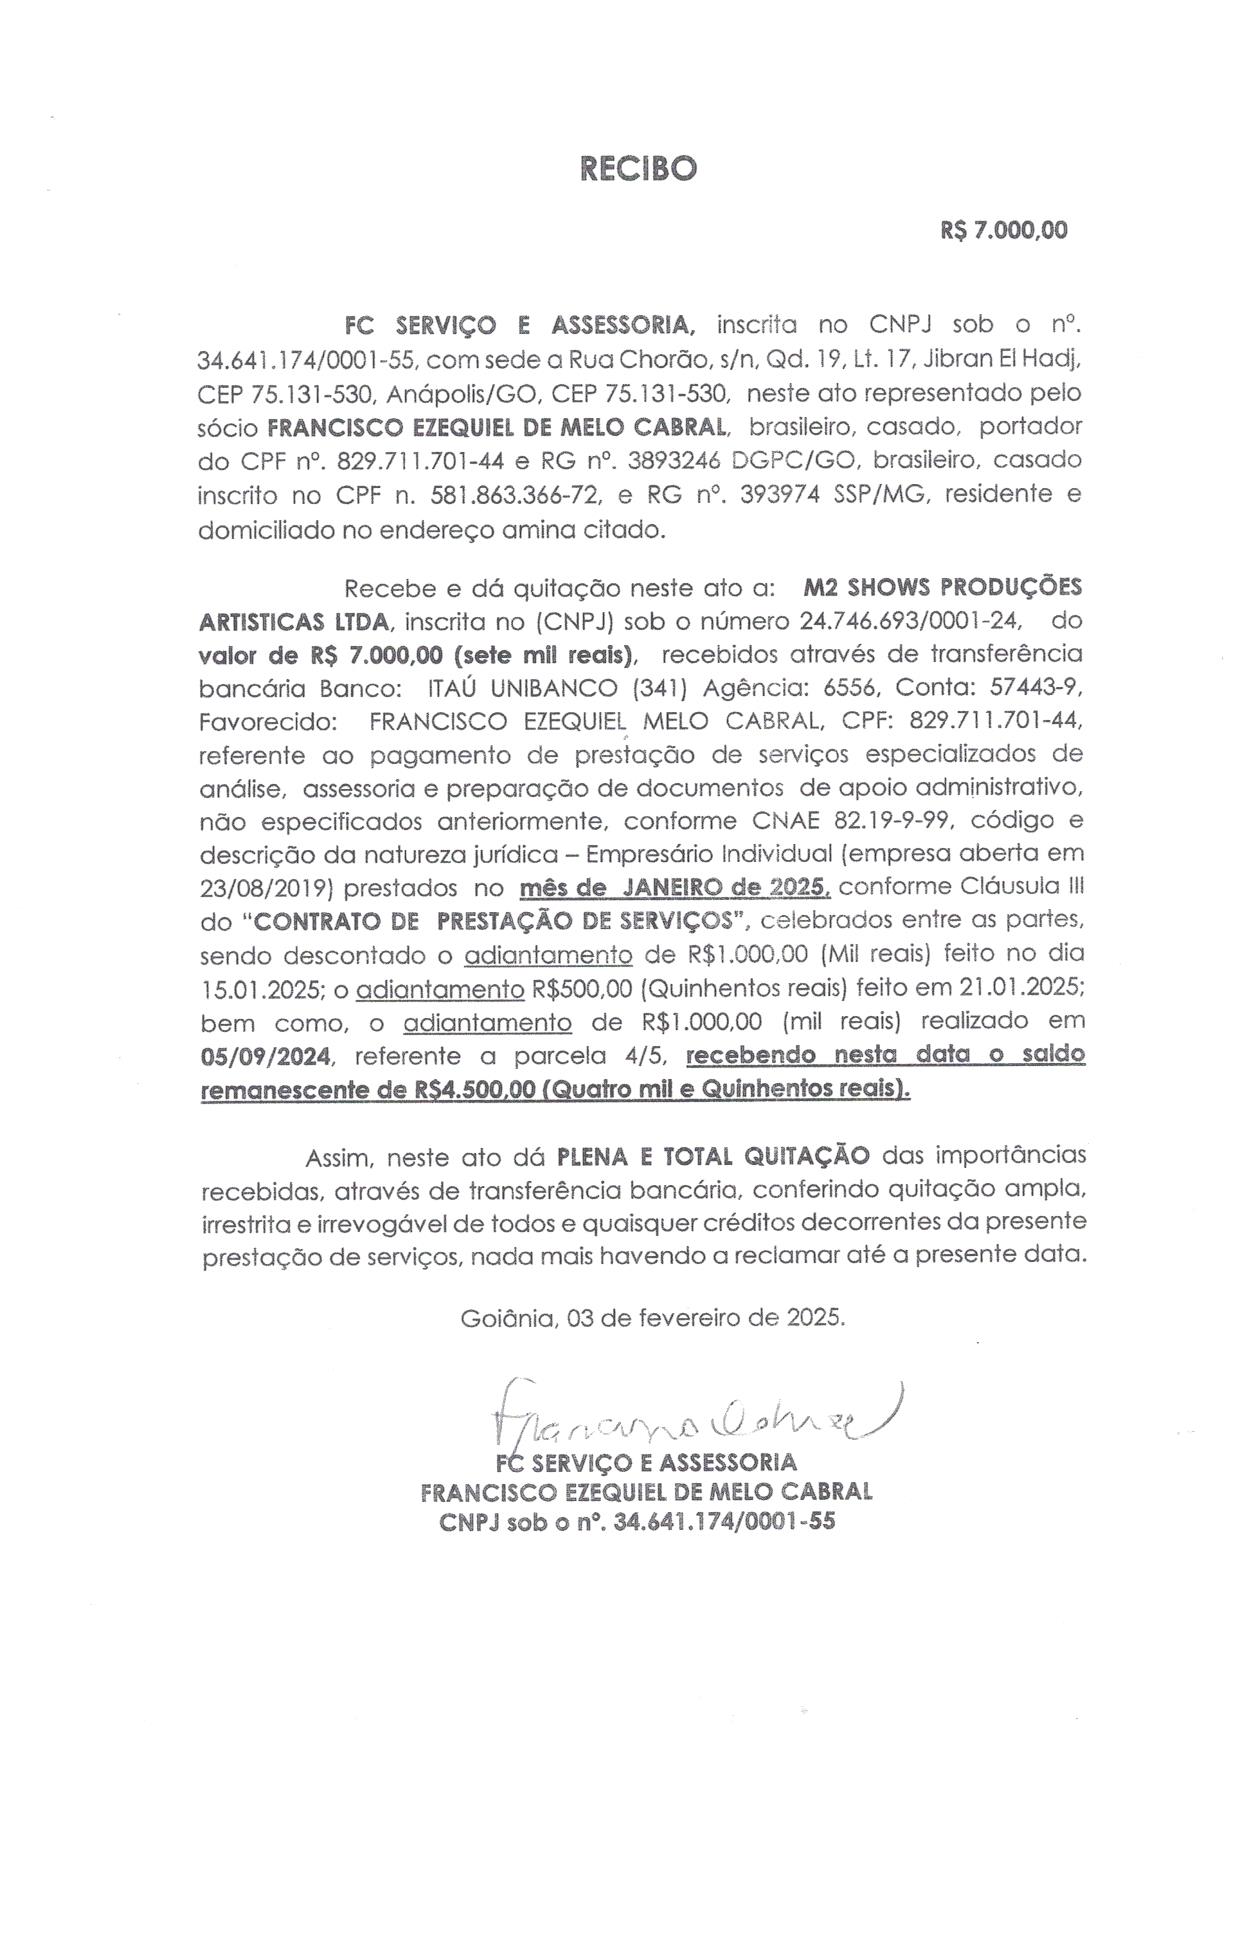 RECIBO
R$ 7.000,00
FC SERVIÇO E ASSESSORIA, inscrita no CNPJ sob o nº.
34.641.174/0001-55, com sede a Rua Chorão, s/n, Qd. 19, Lt. 17, Jibran El Hadj,
CEP 75.131-530, Anápolis/GO, CEP 75.131-530, neste ato representado pelo
sócio FRANCISCO EZEQUIEL DE MELO CABRAL, brasileiro, casado, portador
do CPF nº. 829.711.701-44 e RG nº. 3893246 DGPC/GO, brasileiro, casado
inscrito no CPF n. 581.863.366-72, e RG nº. 393974 SSP/MG, residente e
domiciliado no endereço amina citado.
Recebe e dá quitação neste ato a: M2 SHOWS PRODUÇÕES
ARTISTICAS LTDA, inscrita no (CNPJ) sob o número 24.746.693/0001-24, do
valor de R$ 7.000,00 (sete mil reais), recebidos através de transferência
bancária Banco: ITAÚ UNIBANCO (341) Agência: 6556, Conta: 57443-9,
Favorecido: FRANCISCO EZEQUIEL MELO CABRAL, CPF: 829.711.701-44,
referente ao pagamento de prestação de serviços especializados de
análise, assessoria e preparação de documentos de apoio administrativo,
não especificados anteriormente, conforme CNAE 82.19-9-99, código e
descrição da natureza jurídica – Empresário Individual (empresa aberta em
23/08/2019) prestados no mês de JANEIRO de 2025, conforme Cláusula III
do "CONTRATO DE PRESTAÇÃO DE SERVIÇOS", celebrados entre as partes,
sendo descontado o adiantamento de R$1.000,00 (Mil reais) feito no dia
15.01.2025; o adiantamento R$500,00 (Quinhentos reais) feito em 21.01.2025;
bem como, o adiantamento de R$1.000,00 (mil reais) realizado em
05/09/2024, referente a parcela 4/5, recebendo nesta data o saldo
remanescente de R$4.500,00 (Quatro mil e Quinhentos reais).
Assim, neste ato dá PLENA E TOTAL QUITAÇÃO das importâncias
recebidas, através de transferência bancária, conferindo quitação ampla,
irrestrita e irrevogável de todos e quaisquer créditos decorrentes da presente
prestação de serviços, nada mais havendo a reclamar até a presente data.
Goiânia, 03 de fevereiro de 2025.
FC SERVIÇO E ASSESSORIA
FRANCISCO EZEQUIEL DE MELO CABRAL
CNPJ sob o nº. 34.641.174/0001-55